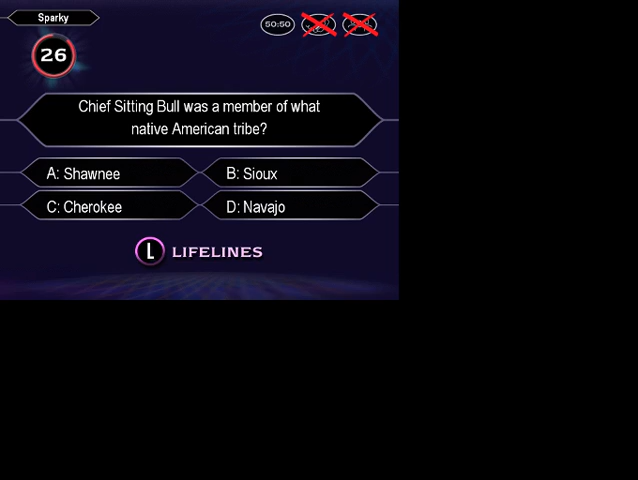 Sparky
50:50
26
Chief Sitting Bull was a member of what
native American tribe?
A: Shawnee
B: Sioux
C: Cherokee
D: Navajo
L LIFELINES